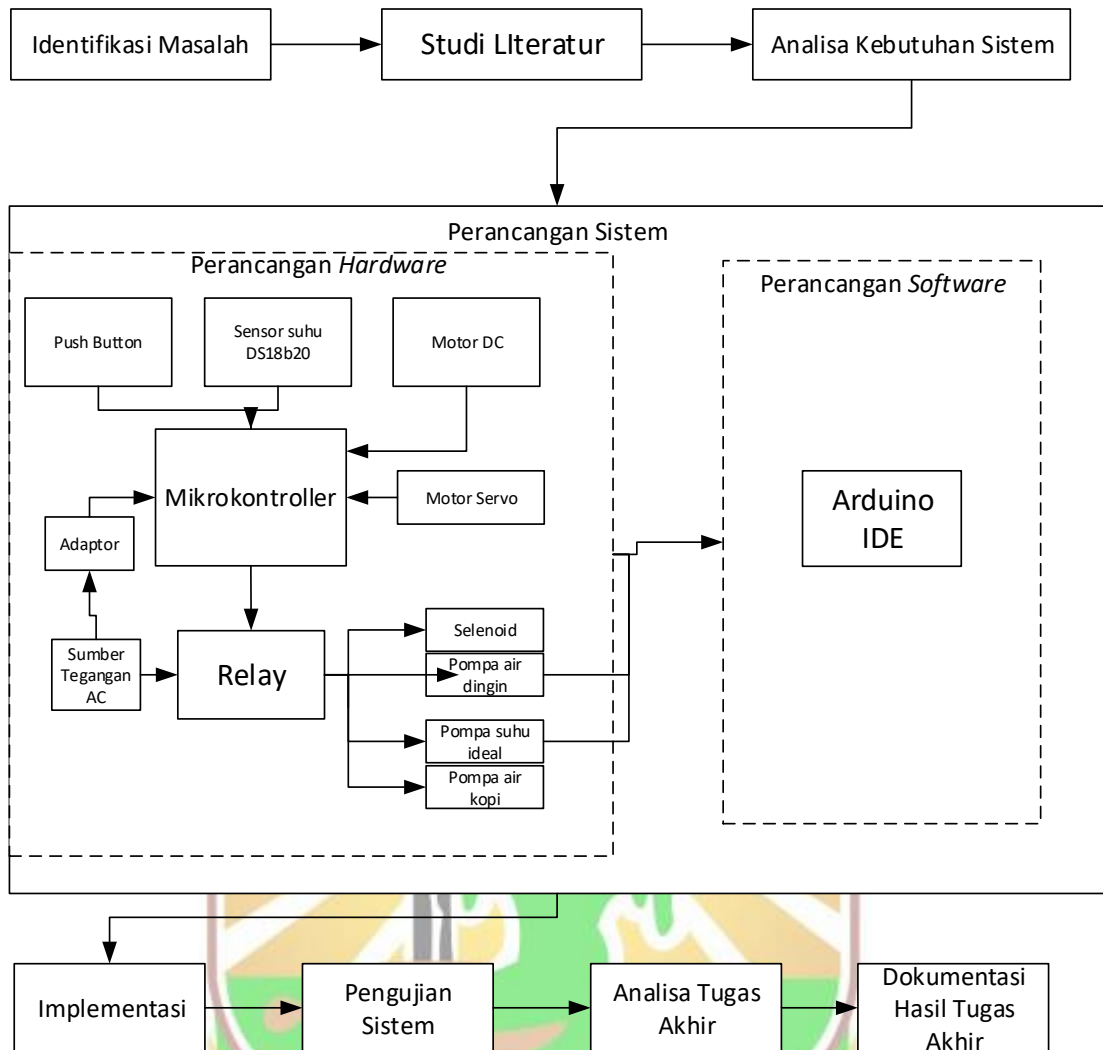 Identifikasi Masalah
Studi LIteratur
Analisa Kebutuhan Sistem
Perancangan Sistem
Perancangan Hardware
Perancangan Software
Push Button
Sensor suhu
DS18b20
Motor DC
Mikrokontroller
Motor Servo
Adaptor
Arduino
IDE
Sumber
Tegangan
AC
Relay
Selenoid
Pompa air
dingin
Pompa suhu
ideal
Pompa air
kopi
Implementasi
Pengujian
Sistem
Analisa Tugas
Akhir
Dokumentasi
Hasil Tugas
Akhir